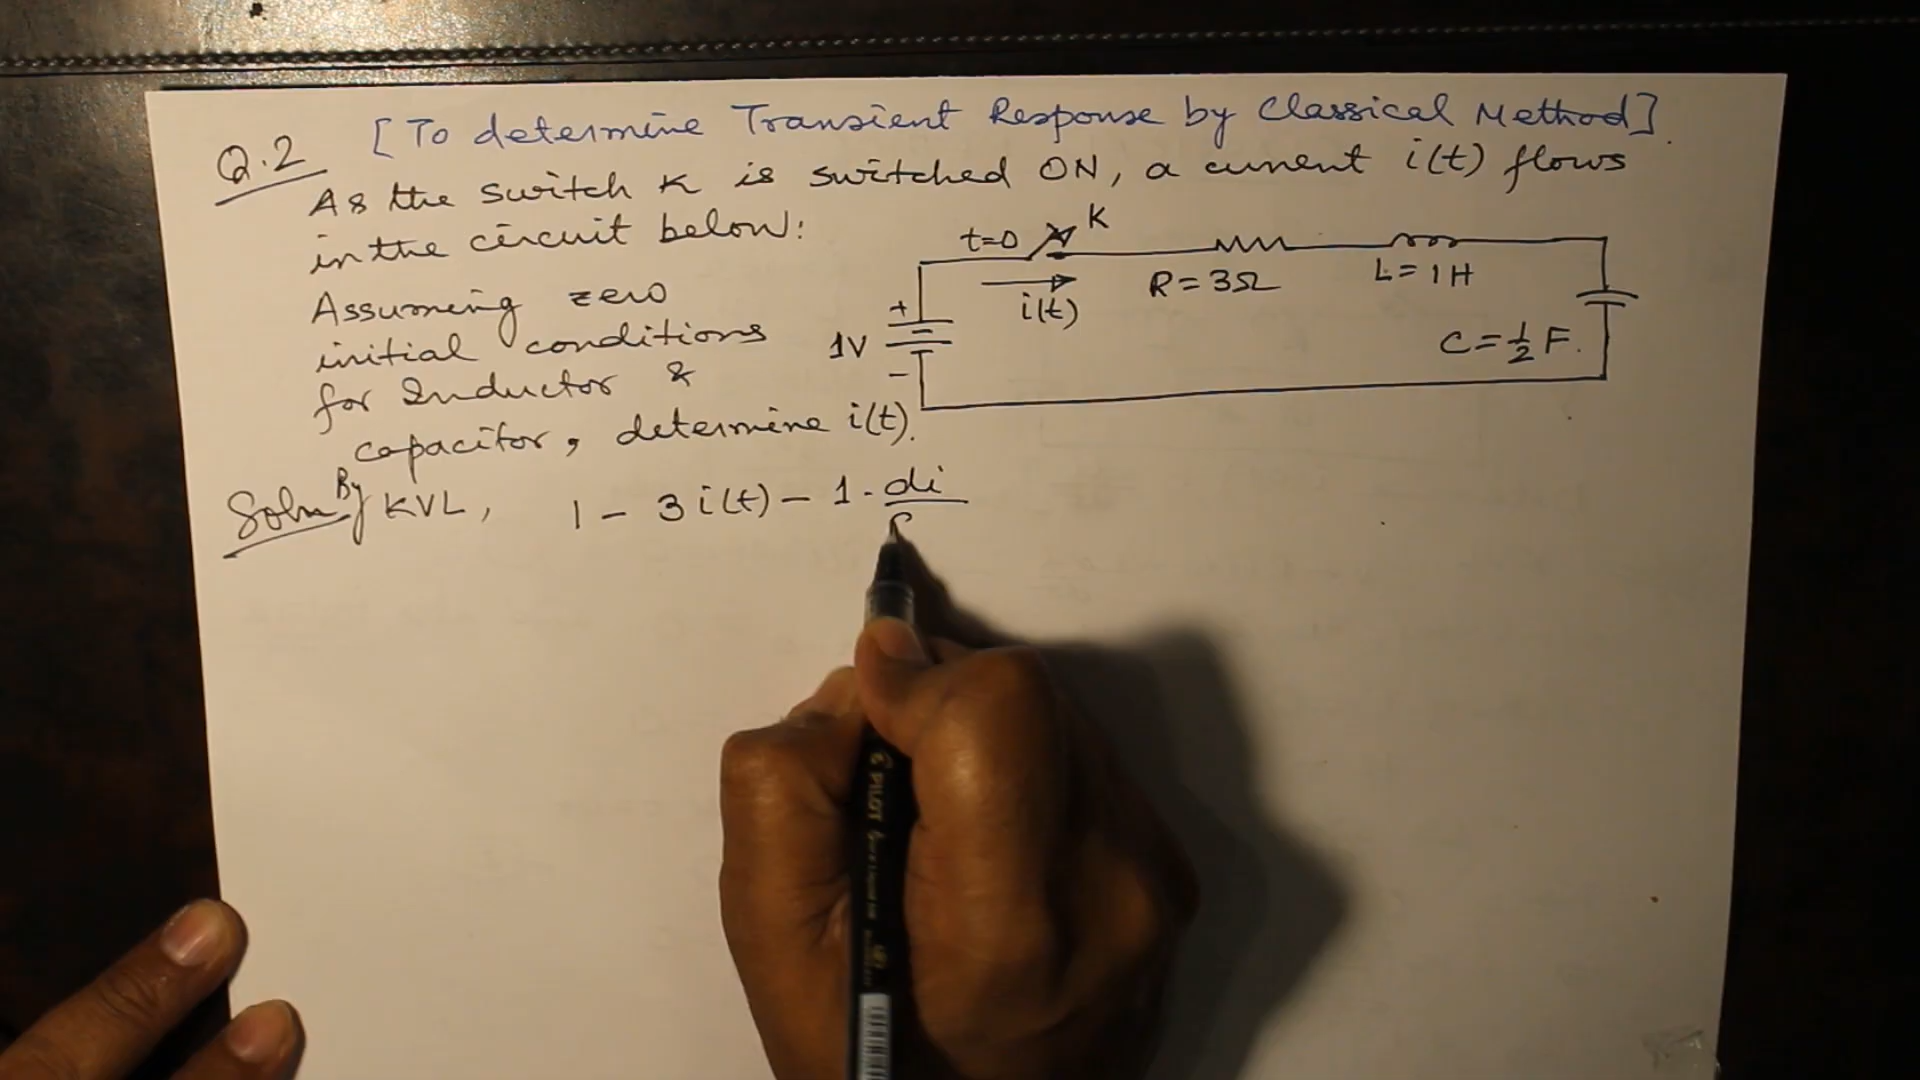 [To determine Transient Response by Classical Method]
Q.2
As the switch K is switched ON, a current i(t) flows
in the circuit below:
Assuming zero
initial conditions
for Inductor &
capacitor, determine i(t).
t=0 K
i(t)
R = 3Ω
L = 1H
+
1V
-
C = 1/2 F.
Soln By KVL, 1 - 3i(t) - 1. di
PILOT